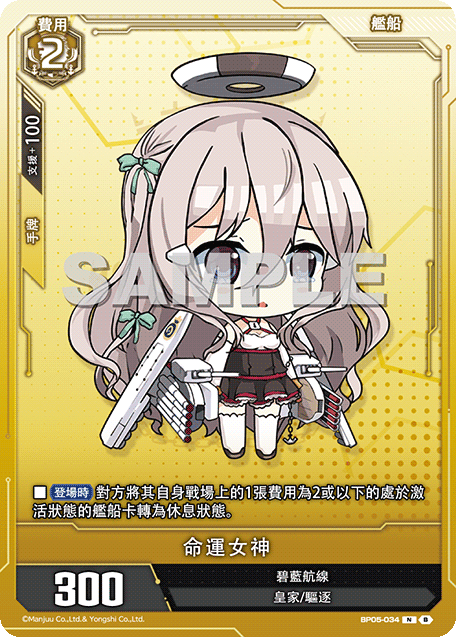 費用
2
艦船
支援+100
手牌
SAMPLE
■ 登場時 對方將其自身戰場上的1張費用為2或以下的處於激
活狀態的艦船卡轉為休息狀態。
命運女神
300
碧藍航線
皇家/驅逐
©Manjuu Co.,Ltd.& Yongshi Co.,Ltd.
BP05-034 N B